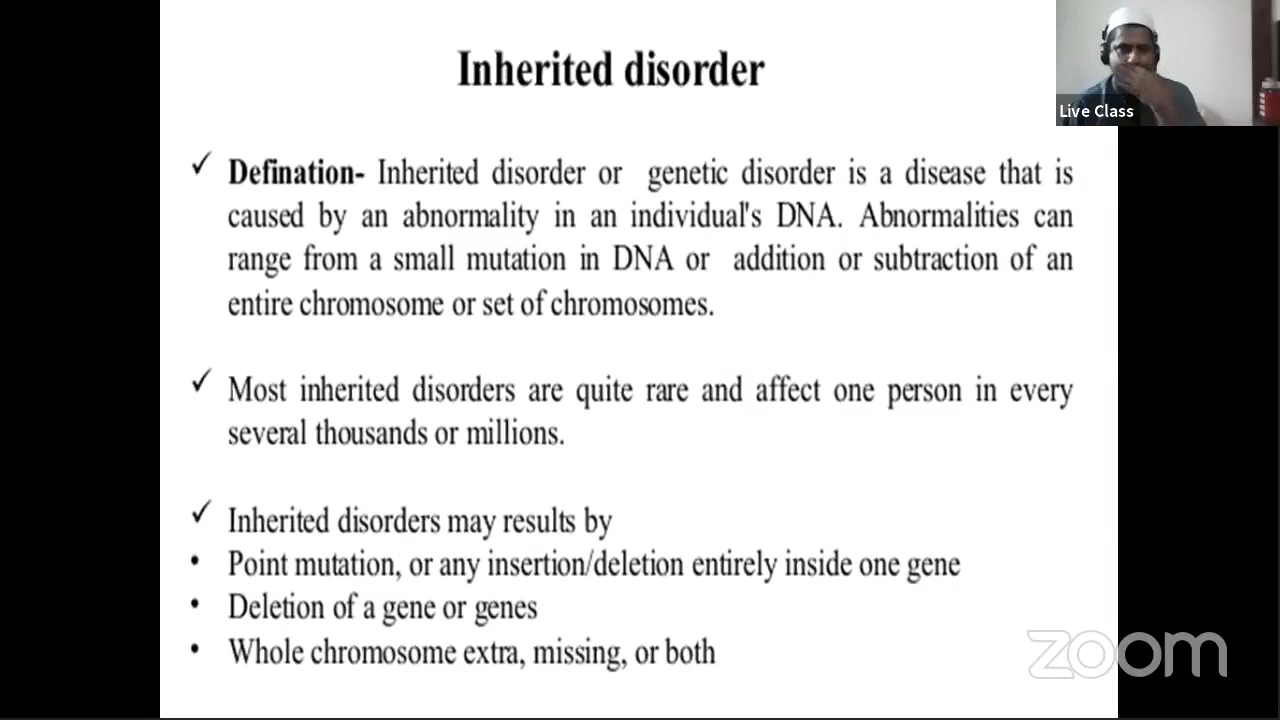 Inherited disorder
Live Class
✓ Defination- Inherited disorder or genetic disorder is a disease that is
caused by an abnormality in an individual's DNA. Abnormalities can
range from a small mutation in DNA or addition or subtraction of an
entire chromosome or set of chromosomes.
✓ Most inherited disorders are quite rare and affect one person in every
several thousands or millions.
✓ Inherited disorders may results by
• Point mutation, or any insertion/deletion entirely inside one gene
• Deletion of a gene or genes
• Whole chromosome extra, missing, or both
zoom